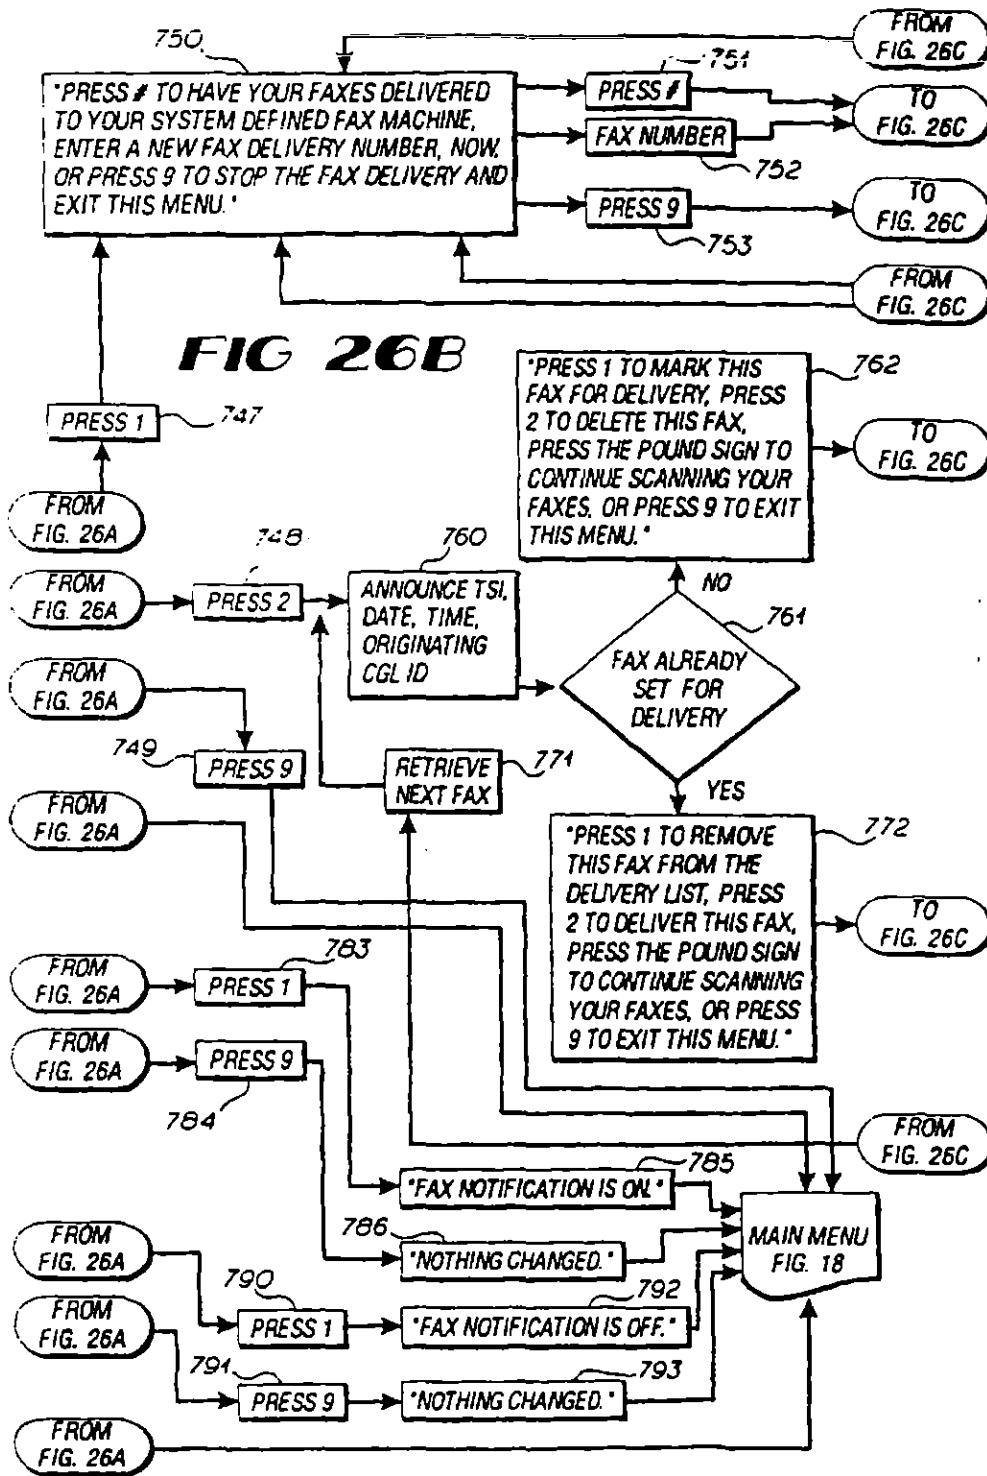 750
FROM
FIG. 26C
"PRESS # TO HAVE YOUR FAXES DELIVERED
TO YOUR SYSTEM DEFINED FAX MACHINE,
ENTER A NEW FAX DELIVERY NUMBER, NOW,
OR PRESS 9 TO STOP THE FAX DELIVERY AND
EXIT THIS MENU."
751
PRESS #
FAX NUMBER
752
TO
FIG. 26C
PRESS 9
753
TO
FIG. 26C
FROM
FIG. 26C
FIG 26B
PRESS 1
747
FROM
FIG. 26A
"PRESS 1 TO MARK THIS
FAX FOR DELIVERY, PRESS
2 TO DELETE THIS FAX,
PRESS THE POUND SIGN TO
CONTINUE SCANNING YOUR
FAXES, OR PRESS 9 TO EXIT
THIS MENU."
762
TO
FIG. 26C
FROM
FIG. 26A
748
PRESS 2
760
ANNOUNCE TSI,
DATE, TIME,
ORIGINATING
CGL ID
NO
761
FAX ALREADY
SET FOR
DELIVERY
YES
FROM
FIG. 26A
749
PRESS 9
RETRIEVE
NEXT FAX
771
FROM
FIG. 26A
"PRESS 1 TO REMOVE
THIS FAX FROM THE
DELIVERY LIST, PRESS
2 TO DELIVER THIS FAX,
PRESS THE POUND SIGN
TO CONTINUE SCANNING
YOUR FAXES, OR PRESS
9 TO EXIT THIS MENU."
772
TO
FIG. 26C
FROM
FIG. 26A
783
PRESS 1
FROM
FIG. 26A
PRESS 9
784
FROM
FIG. 26C
785
"FAX NOTIFICATION IS ON."
786
"NOTHING CHANGED."
MAIN MENU
FIG. 18
FROM
FIG. 26A
790
PRESS 1
792
"FAX NOTIFICATION IS OFF."
FROM
FIG. 26A
791
PRESS 9
793
"NOTHING CHANGED."
FROM
FIG. 26A